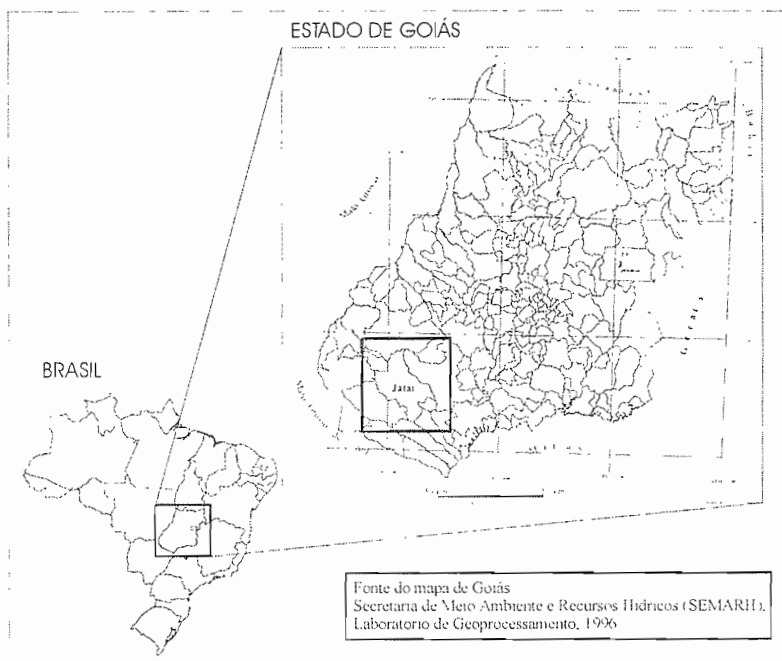 ESTADO DE GOIÁS
BRASIL
Jataí
Fonte do mapa de Goiás
Secretaria de Meio Ambiente e Recursos Hídricos (SEMARH),
Laboratório de Geoprocessamento, 1996